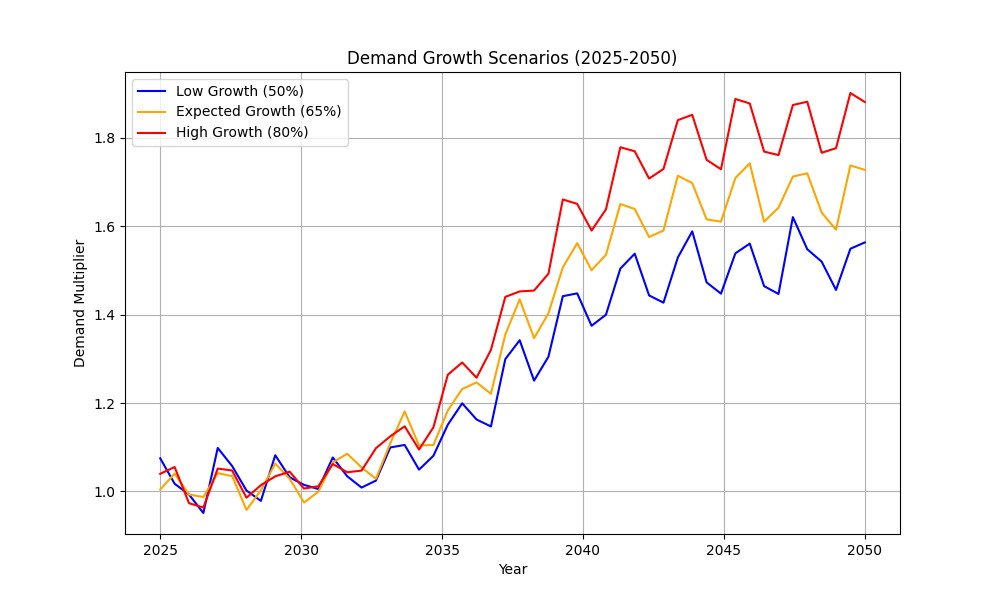 Demand Growth Scenarios (2025-2050)
Low Growth (50%)
Expected Growth (65%)
High Growth (80%)
Demand Multiplier
1.8
1.6
1.4
1.2
1.0
2025 2030 2035 2040 2045 2050
Year